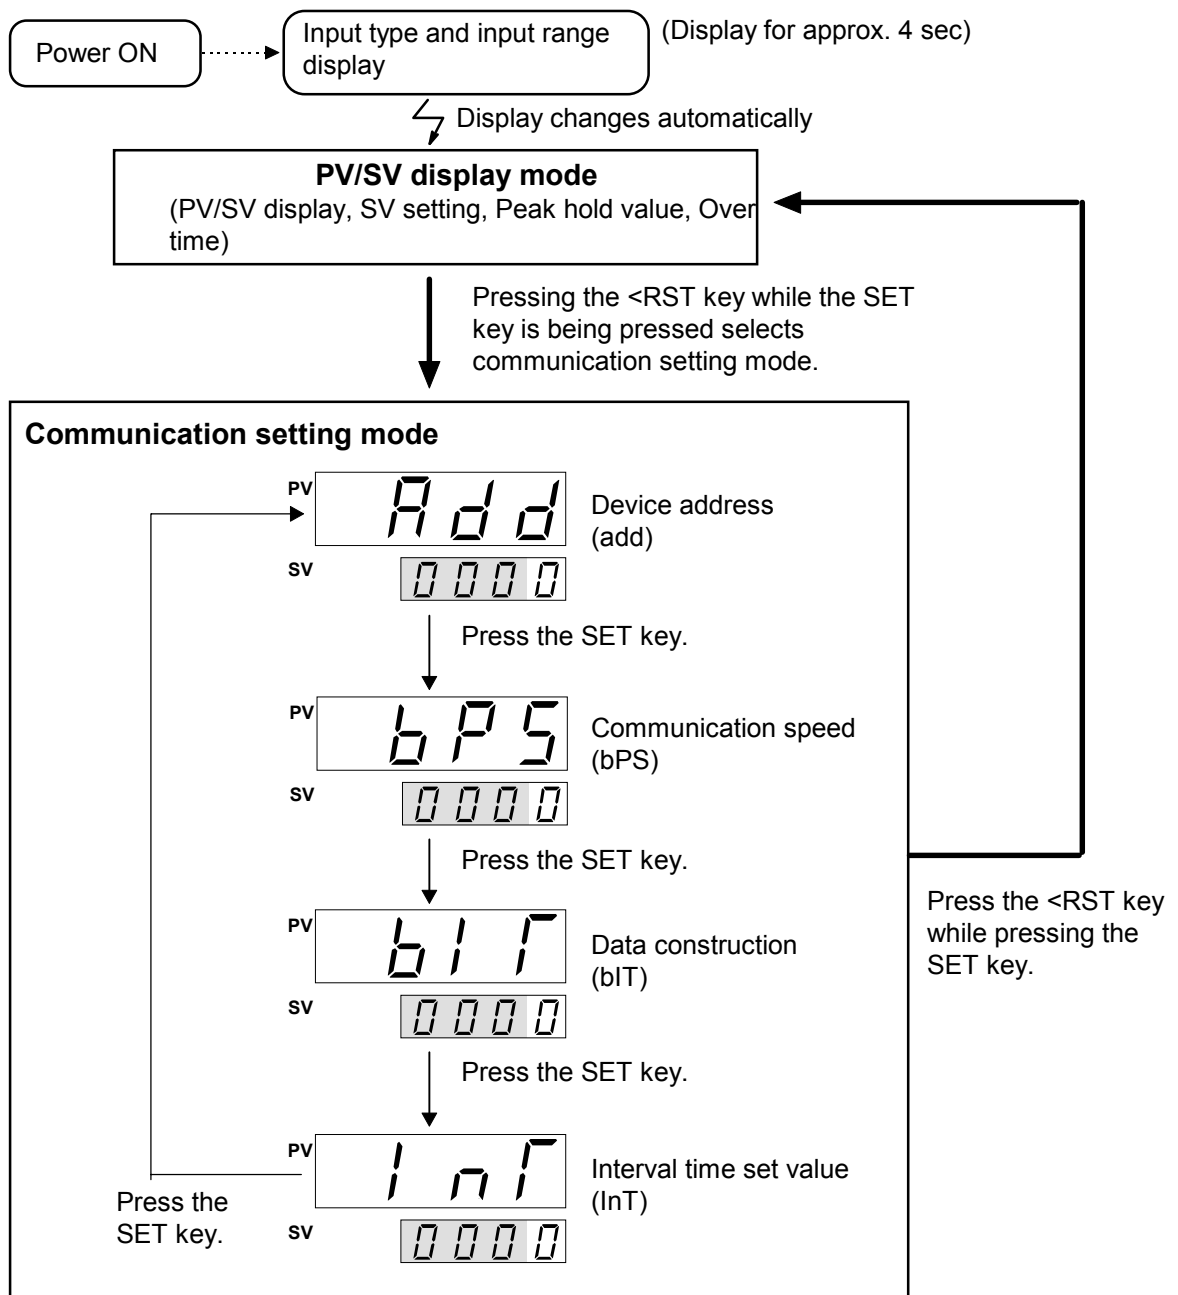 Power ON
Input type and input range
display
(Display for approx. 4 sec)
Display changes automatically
PV/SV display mode
(PV/SV display, SV setting, Peak hold value, Over
time)
Pressing the <RST key while the SET
key is being pressed selects
communication setting mode.
Communication setting mode
PV
Add
Device address
(add)
SV
0000
Press the SET key.
PV
bPS
Communication speed
(bPS)
SV
0000
Press the SET key.
PV
bIT
Data construction
(bIT)
SV
0000
Press the <RST key
while pressing the
SET key.
Press the SET key.
PV
InT
Interval time set value
(InT)
Press the
SET key.
SV
0000